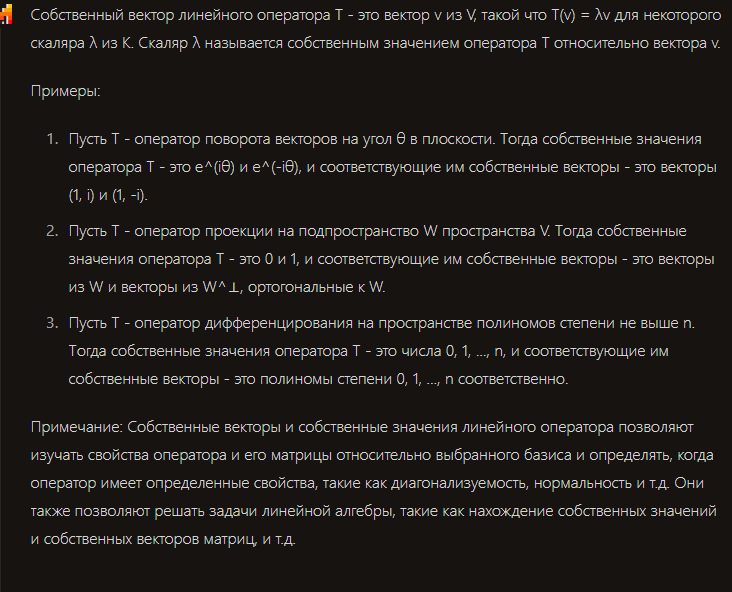 Собственный вектор линейного оператора T - это вектор v из V, такой что T(v) = λv для некоторого
скаляра λ из K. Скаляр λ называется собственным значением оператора T относительно вектора v.
Примеры:
1. Пусть T - оператор поворота векторов на угол θ в плоскости. Тогда собственные значения
оператора T - это e^(iθ) и e^(-iθ), и соответствующие им собственные векторы - это векторы
(1, i) и (1, -i).
2. Пусть T - оператор проекции на подпространство W пространства V. Тогда собственные
значения оператора T - это 0 и 1, и соответствующие им собственные векторы - это векторы
из W и векторы из W^⊥, ортогональные к W.
3. Пусть T - оператор дифференцирования на пространстве полиномов степени не выше n.
Тогда собственные значения оператора T - это числа 0, 1, ..., n, и соответствующие им
собственные векторы - это полиномы степени 0, 1, ..., n соответственно.
Примечание: Собственные векторы и собственные значения линейного оператора позволяют
изучать свойства оператора и его матрицы относительно выбранного базиса и определять, когда
оператор имеет определенные свойства, такие как диагонализуемость, нормальность и т.д. Они
также позволяют решать задачи линейной алгебры, такие как нахождение собственных значений
и собственных векторов матриц, и т.д.